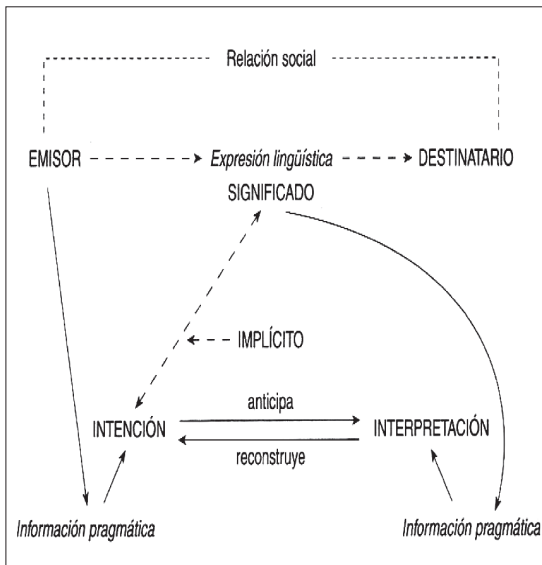 Relación social
EMISOR Expresión lingüística DESTINATARIO
SIGNIFICADO
IMPLÍCITO
anticipa
INTENCIÓN INTERPRETACIÓN
reconstruye
Información pragmática Información pragmática